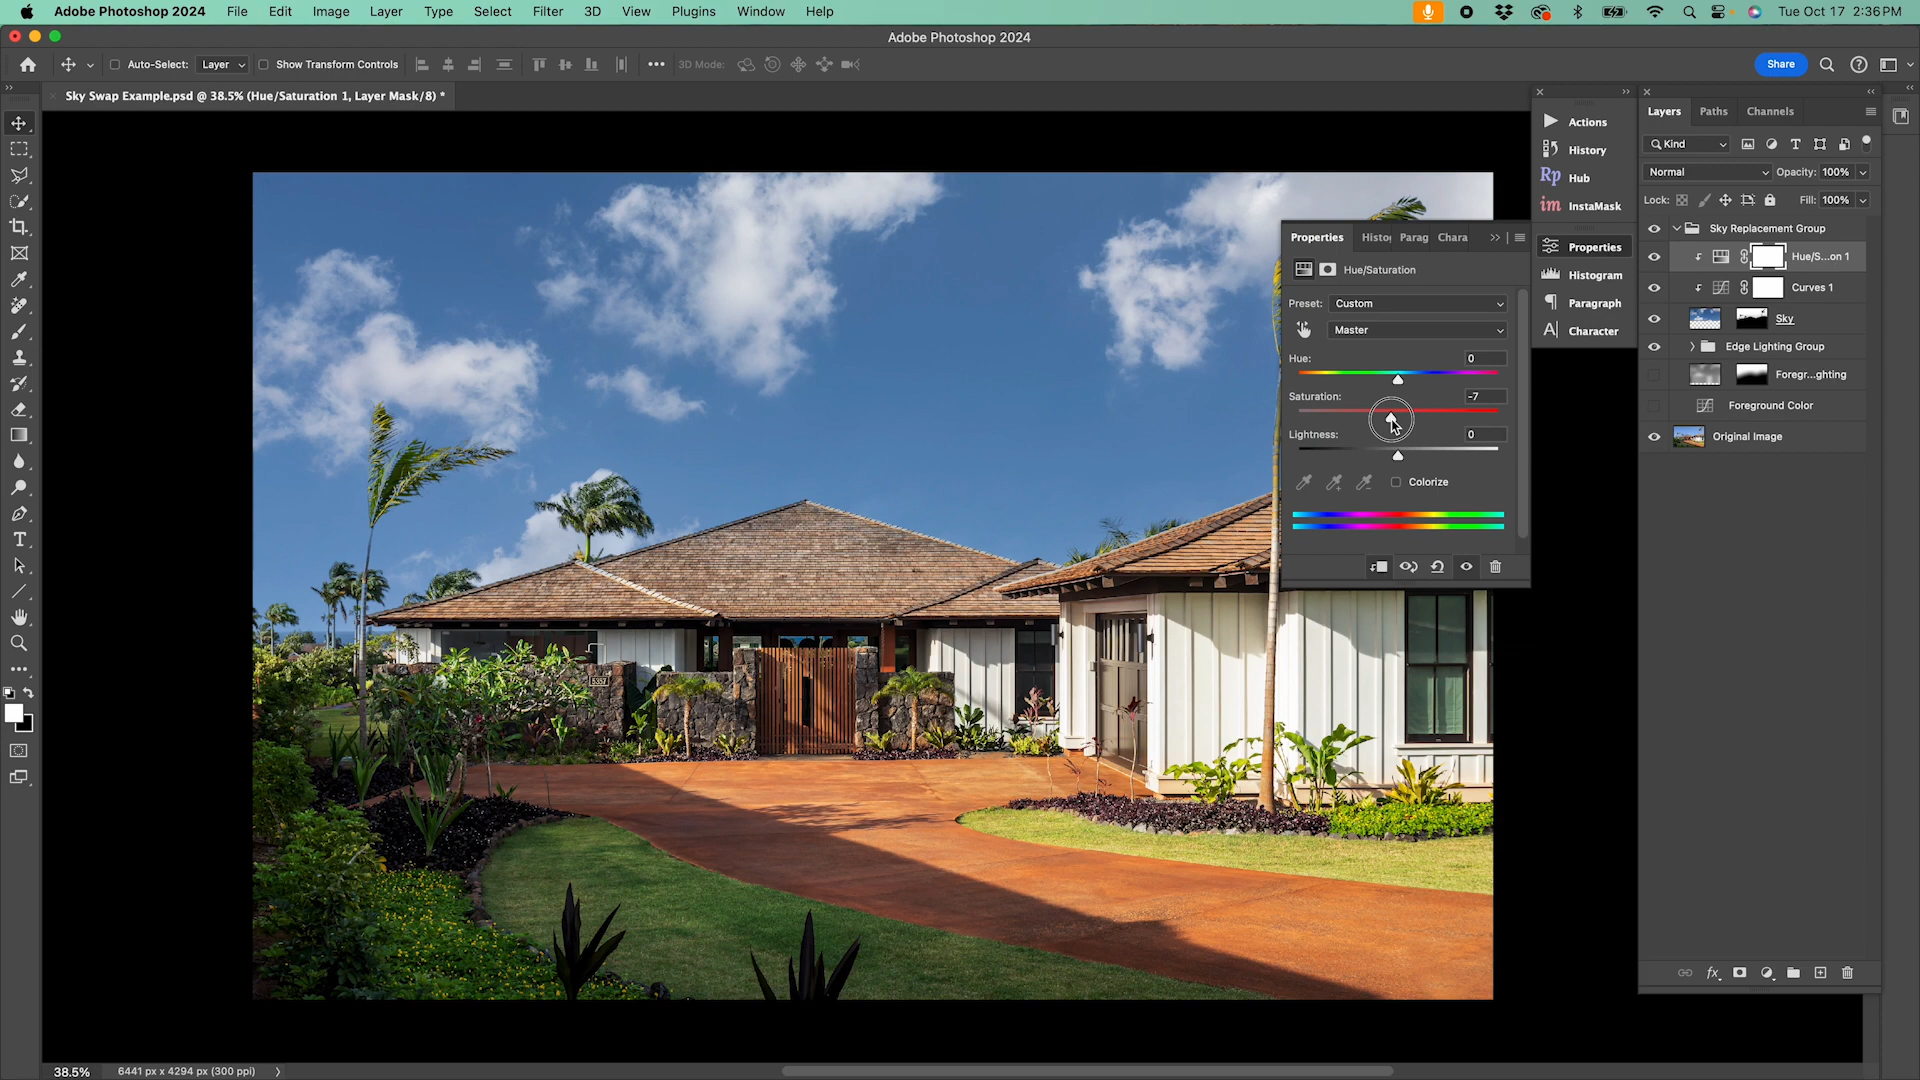 Adobe Photoshop 2024 File Edit Image Layer Type Select Filter 3D View Plugins Window Help Tue Oct 17 2:36 PM
Adobe Photoshop 2024
Auto-Select: Layer Show Transform Controls 3D Mode: Share
Sky Swap Example.psd @ 38.5% (Hue/Saturation 1, Layer Mask/8) *
Actions
History
Rp Hub
im InstaMask
Properties
Histogram
Paragraph
A Character
Properties Histog Parag Chara
Hue/Saturation
Preset: Custom
Master
Hue: 0
Saturation: -7
Lightness: 0
Colorize
Layers Paths Channels
Kind
Normal Opacity: 100%
Lock: Fill: 100%
Sky Replacement Group
Hue/S...on 1
Curves 1
Sky
Edge Lighting Group
Foregr...ghting
Foreground Color
Original Image
fx
5357
38.5% 6441 px x 4294 px (300 ppi)